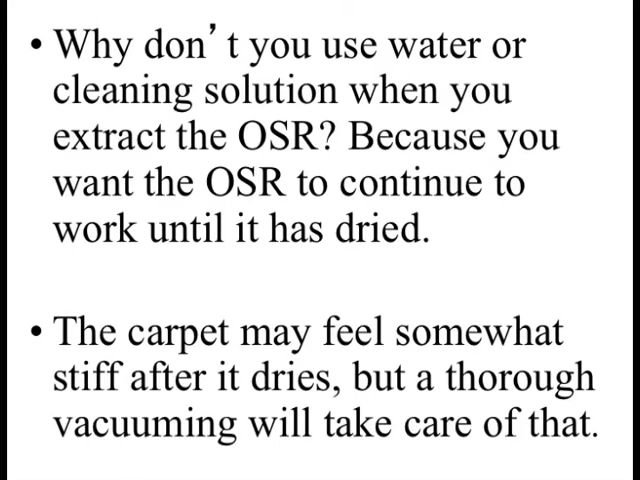 • Why don’t you use water or
cleaning solution when you
extract the OSR? Because you
want the OSR to continue to
work until it has dried.
• The carpet may feel somewhat
stiff after it dries, but a thorough
vacuuming will take care of that.